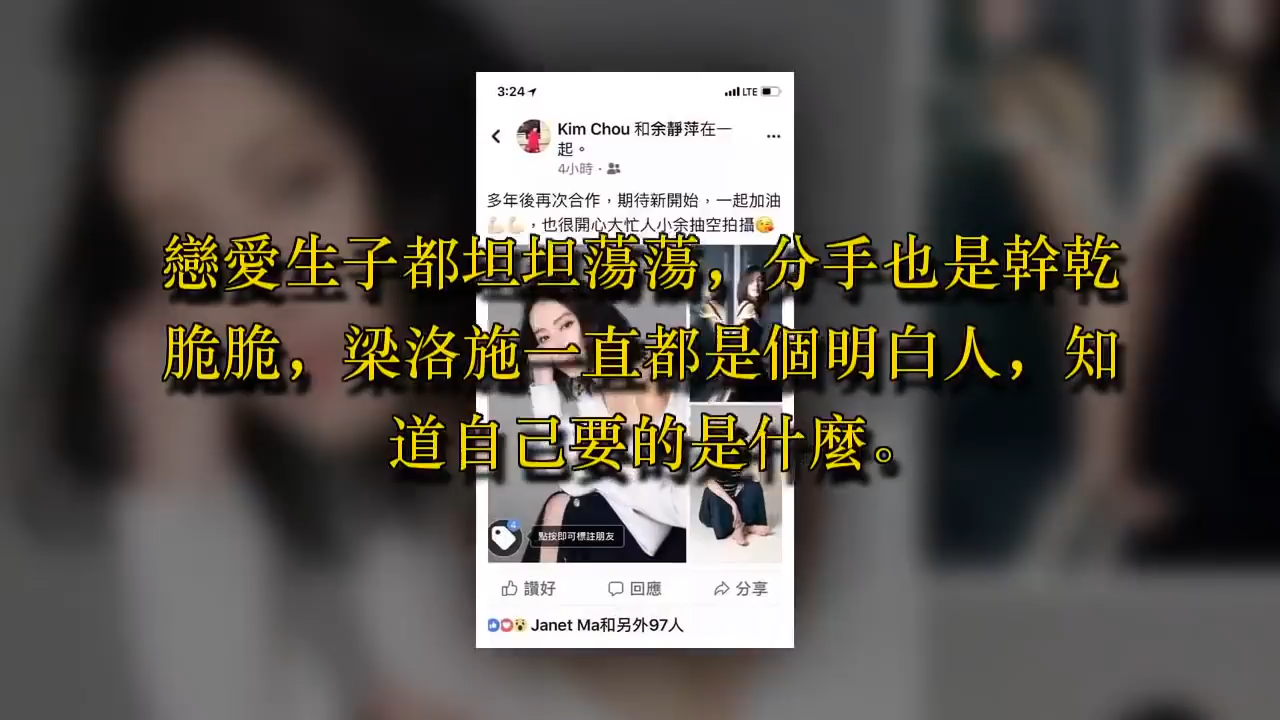 3:24
LTE
Kim Chou 和余靜萍在一
起。
4小時
多年後再次合作，期待新開始，一起加油
💪🏻💪🏻，也很開心大忙人小余抽空拍攝😘
戀愛生子都坦坦蕩蕩，分手也是幹乾
脆脆，梁洛施一直都是個明白人，知
道自己要的是什麼。
4
點按即可標註朋友
讚好 回應 分享
Janet Ma和另外97人